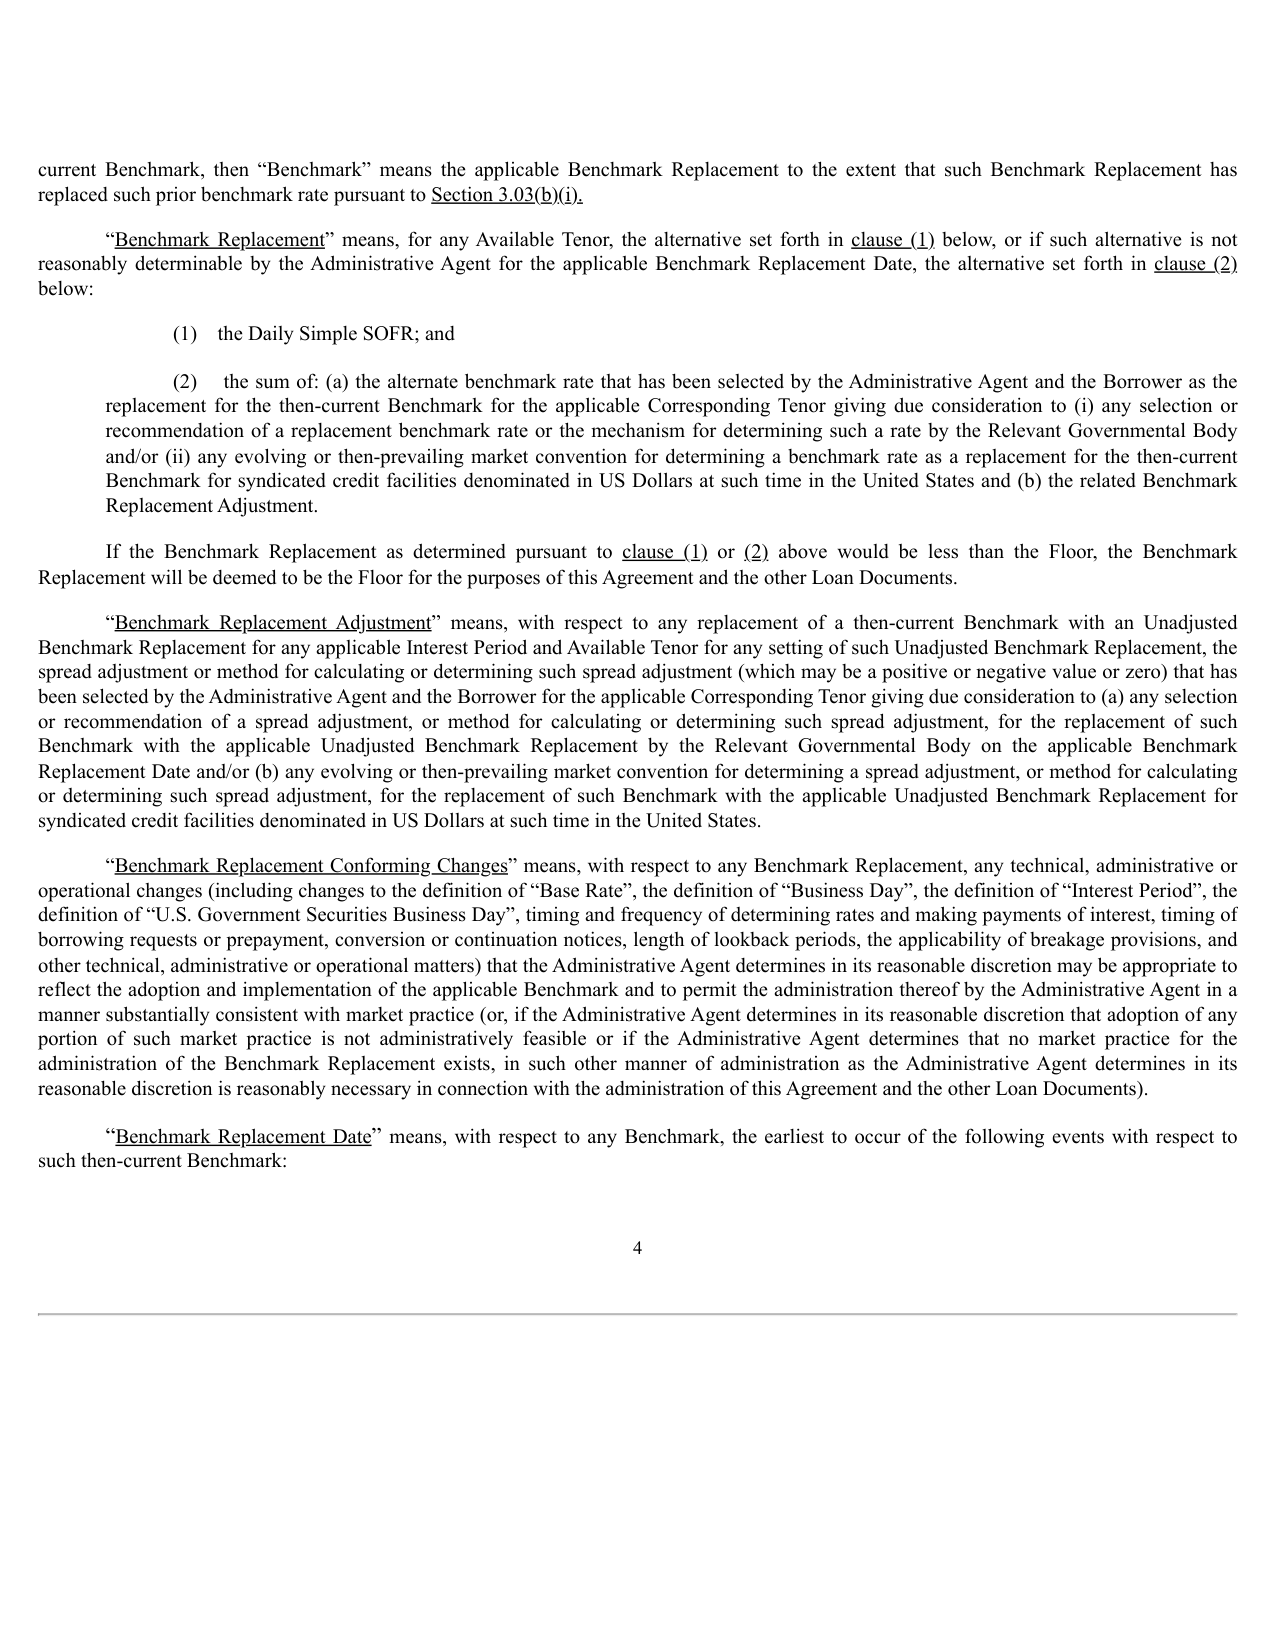 current Benchmark, then “Benchmark” means the applicable Benchmark Replacement to the extent that such Benchmark Replacement has
replaced such prior benchmark rate pursuant to Section 3.03(b)(i).
“Benchmark Replacement” means, for any Available Tenor, the alternative set forth in clause (1) below, or if such alternative is not
reasonably determinable by the Administrative Agent for the applicable Benchmark Replacement Date, the alternative set forth in clause (2)
below:
(1) the Daily Simple SOFR; and
(2) the sum of: (a) the alternate benchmark rate that has been selected by the Administrative Agent and the Borrower as the
replacement for the then-current Benchmark for the applicable Corresponding Tenor giving due consideration to (i) any selection or
recommendation of a replacement benchmark rate or the mechanism for determining such a rate by the Relevant Governmental Body
and/or (ii) any evolving or then-prevailing market convention for determining a benchmark rate as a replacement for the then-current
Benchmark for syndicated credit facilities denominated in US Dollars at such time in the United States and (b) the related Benchmark
Replacement Adjustment.
If the Benchmark Replacement as determined pursuant to clause (1) or (2) above would be less than the Floor, the Benchmark
Replacement will be deemed to be the Floor for the purposes of this Agreement and the other Loan Documents.
“Benchmark Replacement Adjustment” means, with respect to any replacement of a then-current Benchmark with an Unadjusted
Benchmark Replacement for any applicable Interest Period and Available Tenor for any setting of such Unadjusted Benchmark Replacement, the
spread adjustment or method for calculating or determining such spread adjustment (which may be a positive or negative value or zero) that has
been selected by the Administrative Agent and the Borrower for the applicable Corresponding Tenor giving due consideration to (a) any selection
or recommendation of a spread adjustment, or method for calculating or determining such spread adjustment, for the replacement of such
Benchmark with the applicable Unadjusted Benchmark Replacement by the Relevant Governmental Body on the applicable Benchmark
Replacement Date and/or (b) any evolving or then-prevailing market convention for determining a spread adjustment, or method for calculating
or determining such spread adjustment, for the replacement of such Benchmark with the applicable Unadjusted Benchmark Replacement for
syndicated credit facilities denominated in US Dollars at such time in the United States.
“Benchmark Replacement Conforming Changes” means, with respect to any Benchmark Replacement, any technical, administrative or
operational changes (including changes to the definition of “Base Rate”, the definition of “Business Day”, the definition of “Interest Period”, the
definition of “U.S. Government Securities Business Day”, timing and frequency of determining rates and making payments of interest, timing of
borrowing requests or prepayment, conversion or continuation notices, length of lookback periods, the applicability of breakage provisions, and
other technical, administrative or operational matters) that the Administrative Agent determines in its reasonable discretion may be appropriate to
reflect the adoption and implementation of the applicable Benchmark and to permit the administration thereof by the Administrative Agent in a
manner substantially consistent with market practice (or, if the Administrative Agent determines in its reasonable discretion that adoption of any
portion of such market practice is not administratively feasible or if the Administrative Agent determines that no market practice for the
administration of the Benchmark Replacement exists, in such other manner of administration as the Administrative Agent determines in its
reasonable discretion is reasonably necessary in connection with the administration of this Agreement and the other Loan Documents).
“Benchmark Replacement Date” means, with respect to any Benchmark, the earliest to occur of the following events with respect to
such then-current Benchmark:
4